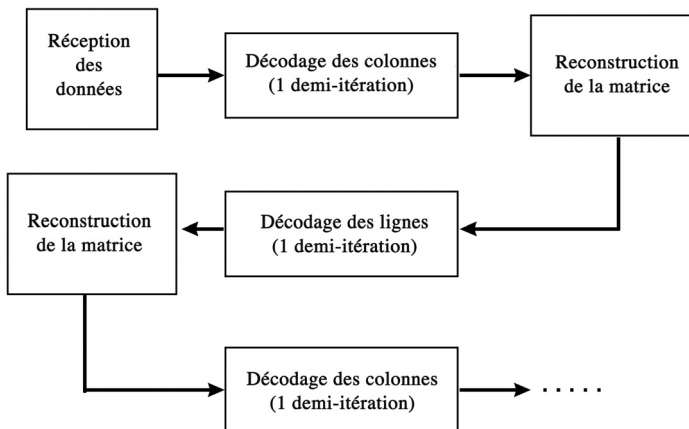 Réception
des
données
Décodage des colonnes
(1 demi-itération)
Reconstruction
de la matrice
Reconstruction
de la matrice
Décodage des lignes
(1 demi-itération)
Décodage des colonnes
(1 demi-itération)
.....